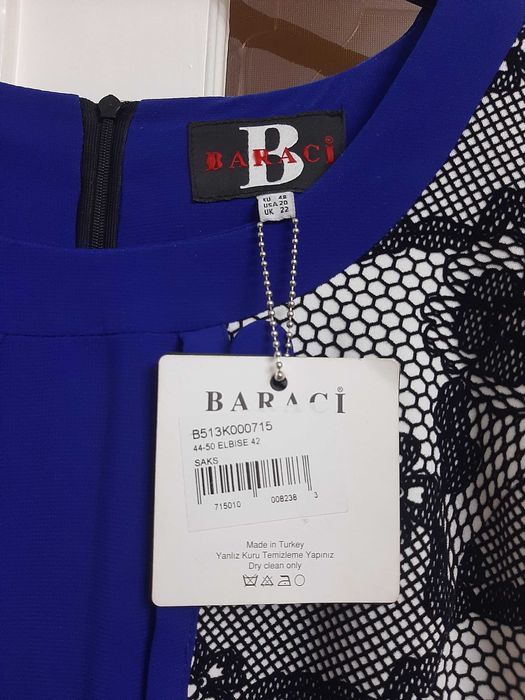 B
BARACİ
EU 48
USA 20
UK 22
BARACİ
B513K000715
44-50 ELBISE 42
SAKS
715010 008238 3
Made in Turkey
Yanlız Kuru Temizleme Yapınız
Dry clean only